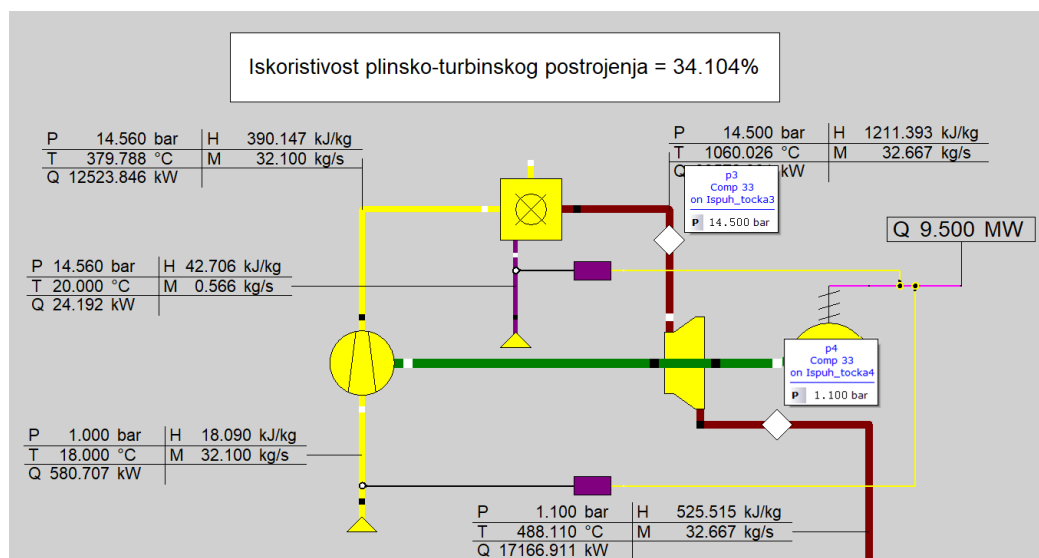 Iskoristivost plinsko-turbinskog postrojenja = 34.104%
P 14.560 bar H 390.147 kJ/kg
T 379.788 °C M 32.100 kg/s
Q 12523.846 kW
P 14.500 bar H 1211.393 kJ/kg
T 1060.026 °C M 32.667 kg/s
Q kW
p3
Comp 33
on Ispuh_tocka3
P 14.500 bar
Q 9.500 MW
P 14.560 bar H 42.706 kJ/kg
T 20.000 °C M 0.566 kg/s
Q 24.192 kW
p4
Comp 33
on Ispuh_tocka4
P 1.100 bar
P 1.000 bar H 18.090 kJ/kg
T 18.000 °C M 32.100 kg/s
Q 580.707 kW
P 1.100 bar H 525.515 kJ/kg
T 488.110 °C M 32.667 kg/s
Q 17166.911 kW